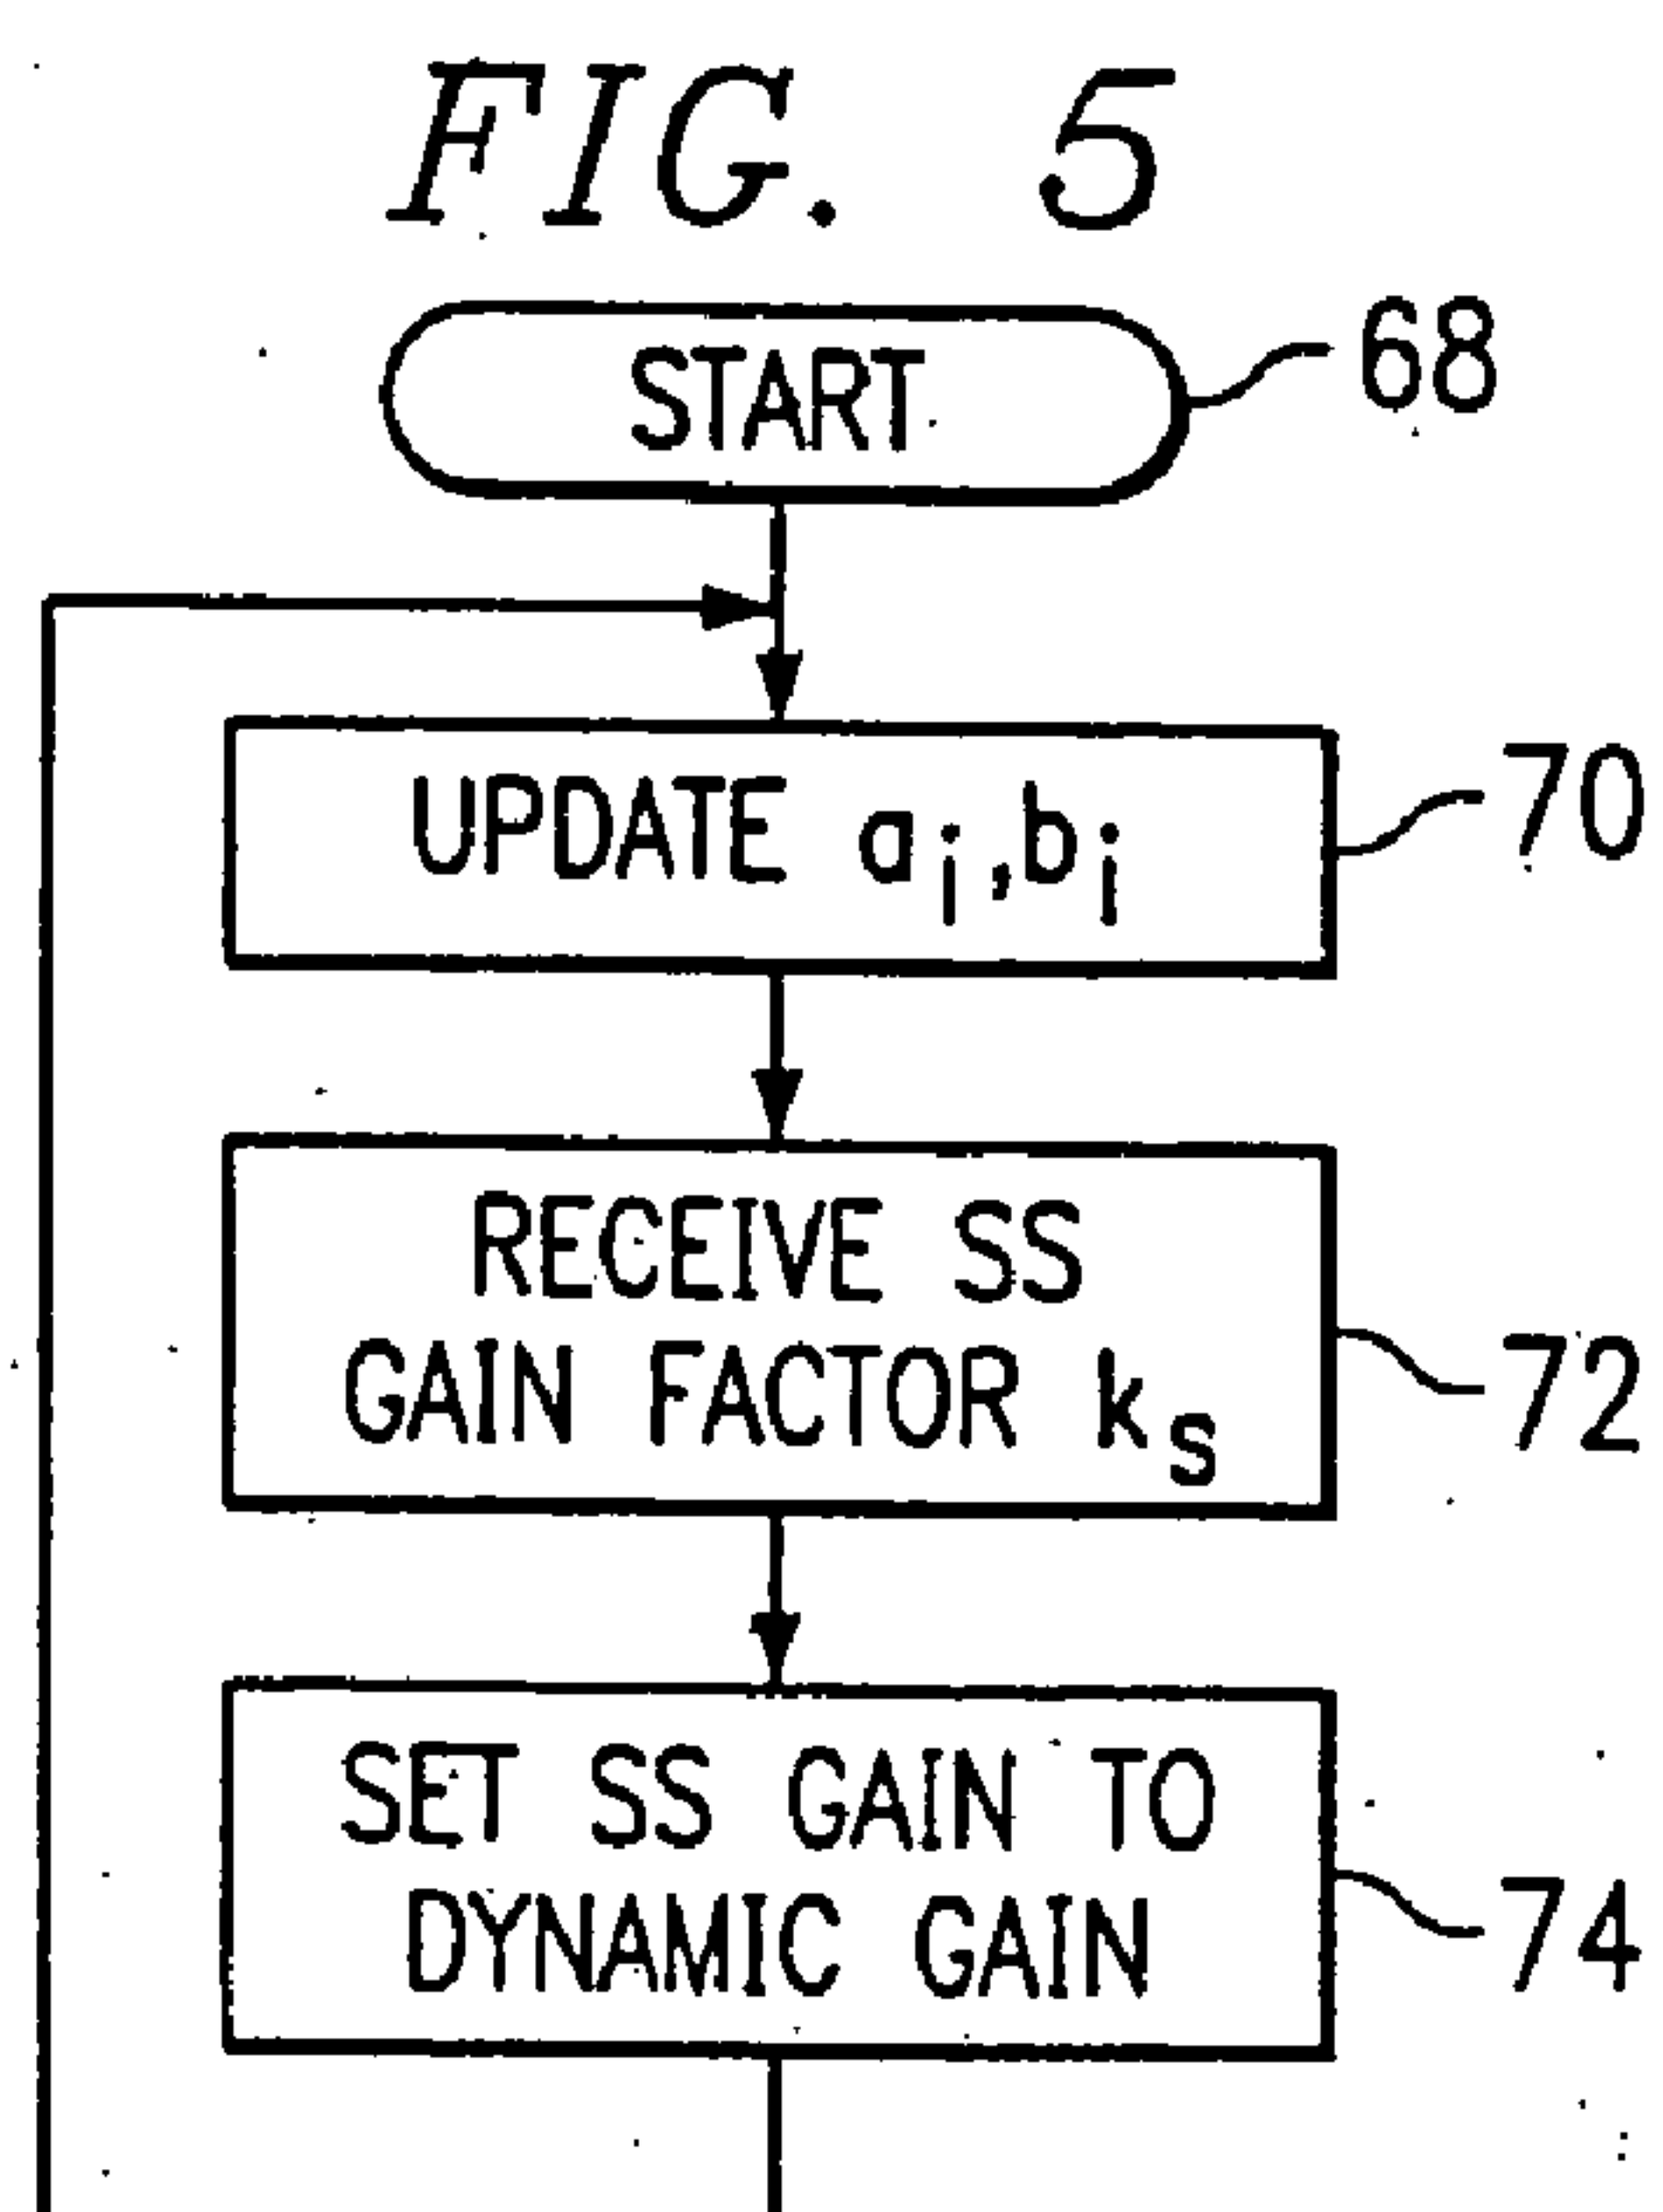 FIG. 5
START
68
UPDATE aᵢ,bᵢ
70
RECEIVE SS
GAIN FACTOR kₛ
72
SET SS GAIN TO
DYNAMIC GAIN
74